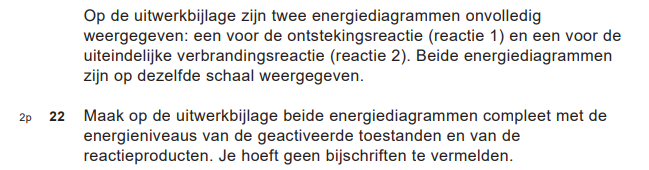 Op de uitwerkbijlage zijn twee energiediagrammen onvolledig
weergegeven: een voor de ontstekingsreactie (reactie 1) en een voor de
uiteindelijke verbrandingsreactie (reactie 2). Beide energiediagrammen
zijn op dezelfde schaal weergegeven.
2p 22 Maak op de uitwerkbijlage beide energiediagrammen compleet met de
energieniveaus van de geactiveerde toestanden en van de
reactieproducten. Je hoeft geen bijschriften te vermelden.